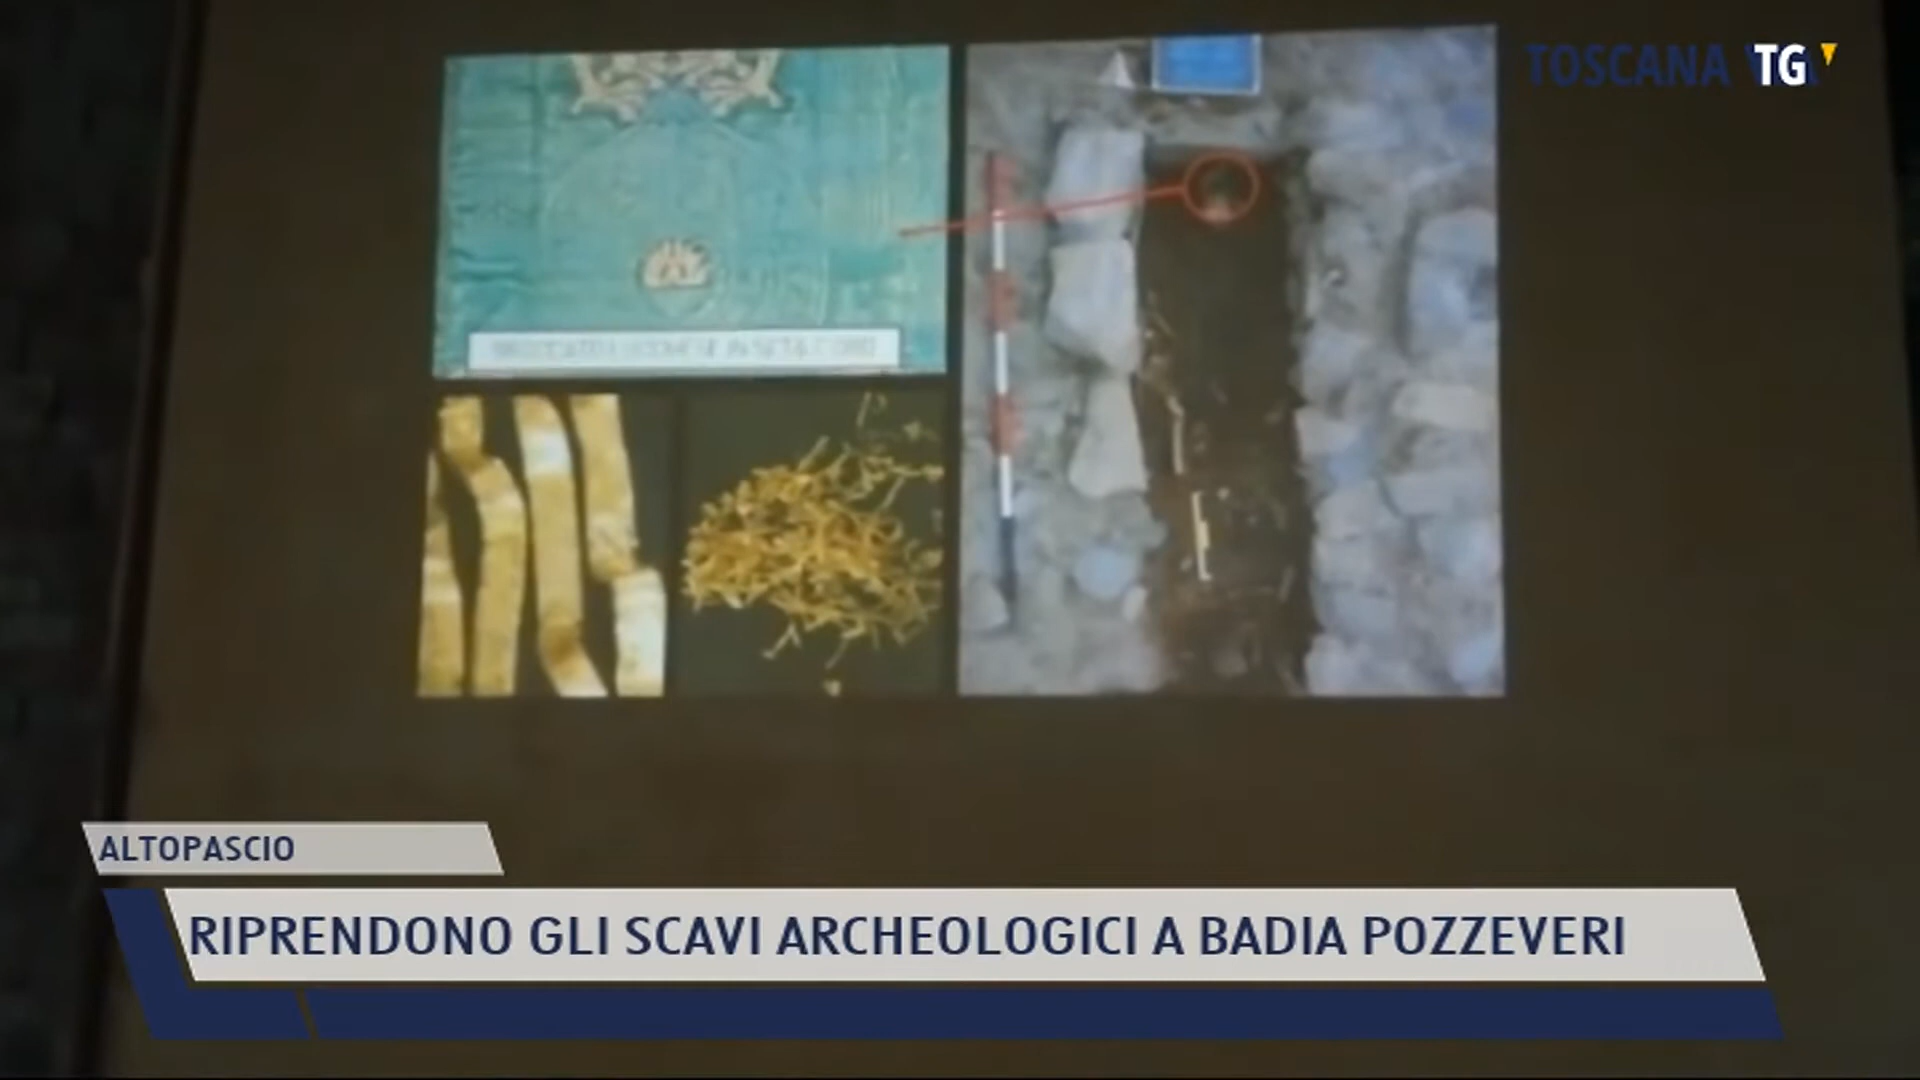 TOSCANA TG
ALTOPASCIO
RIPRENDONO GLI SCAVI ARCHEOLOGICI A BADIA POZZEVERI